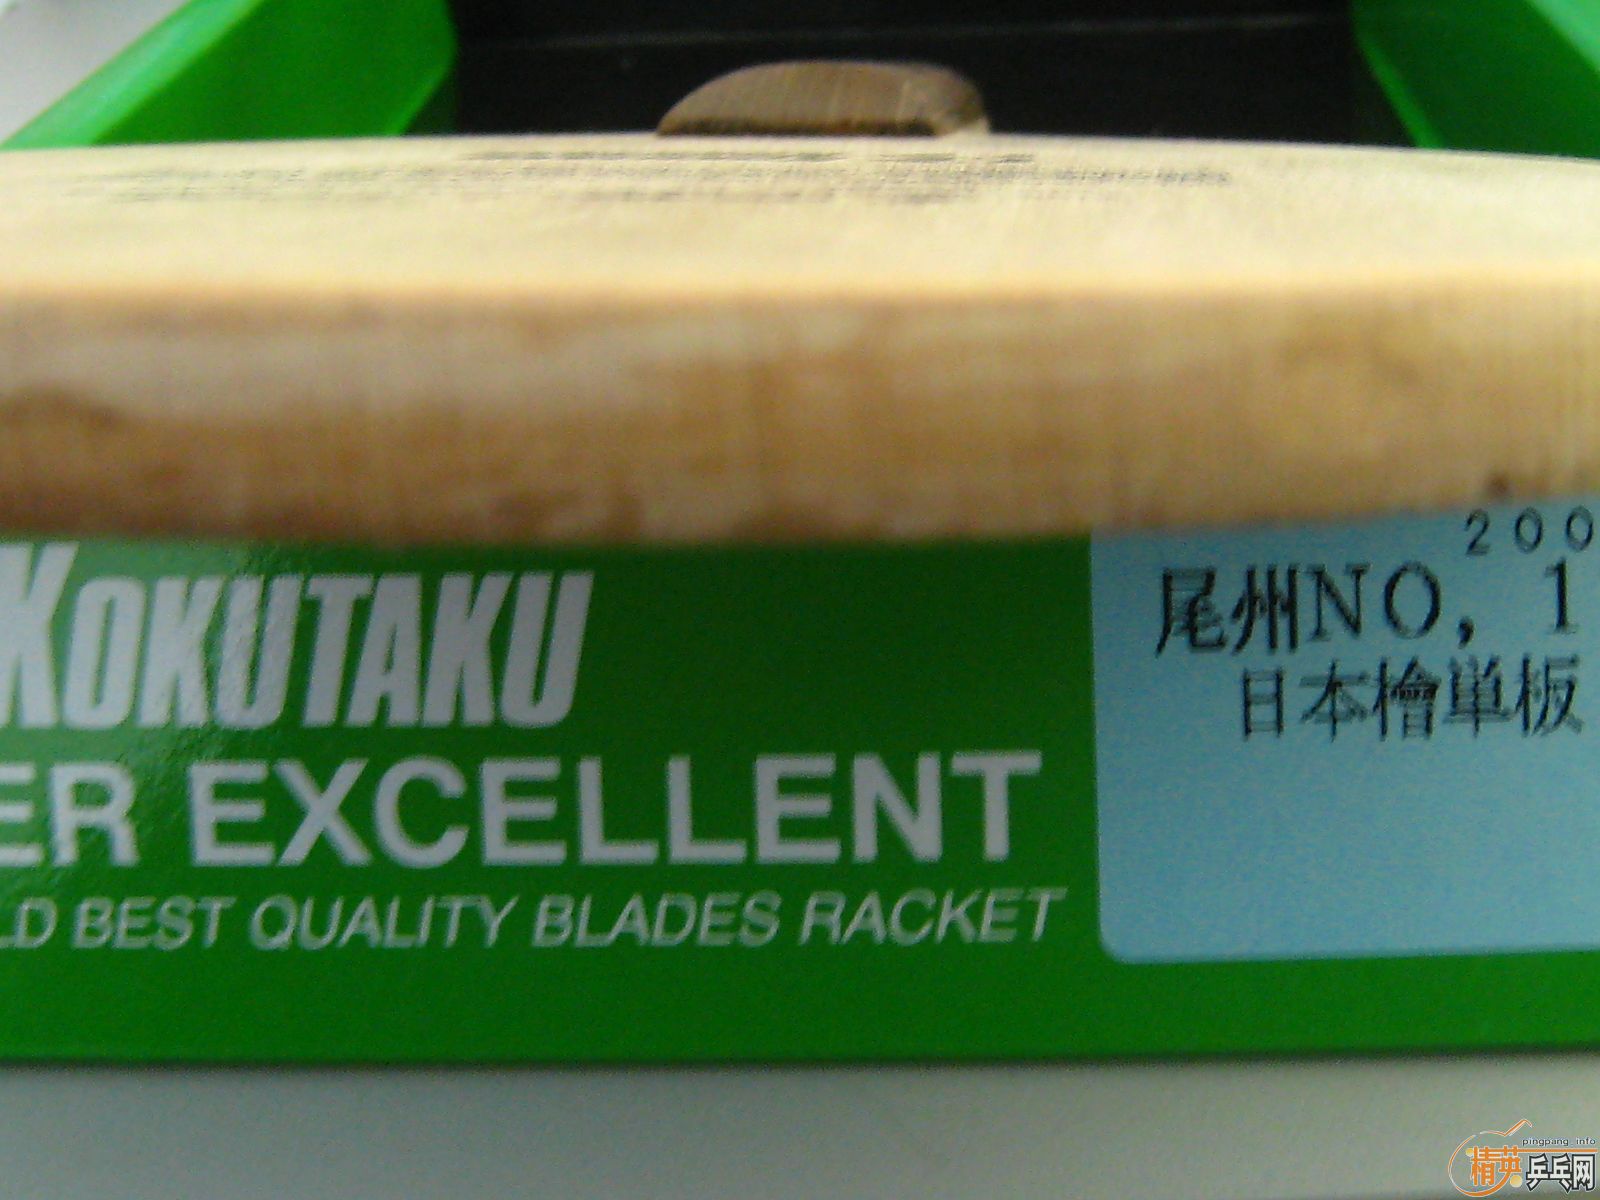 KOKUTAKU
ER EXCELLENT
LD BEST QUALITY BLADES RACKET
200
尾州NO,1
日本檜単板
pingpang_info
精英乒乓网